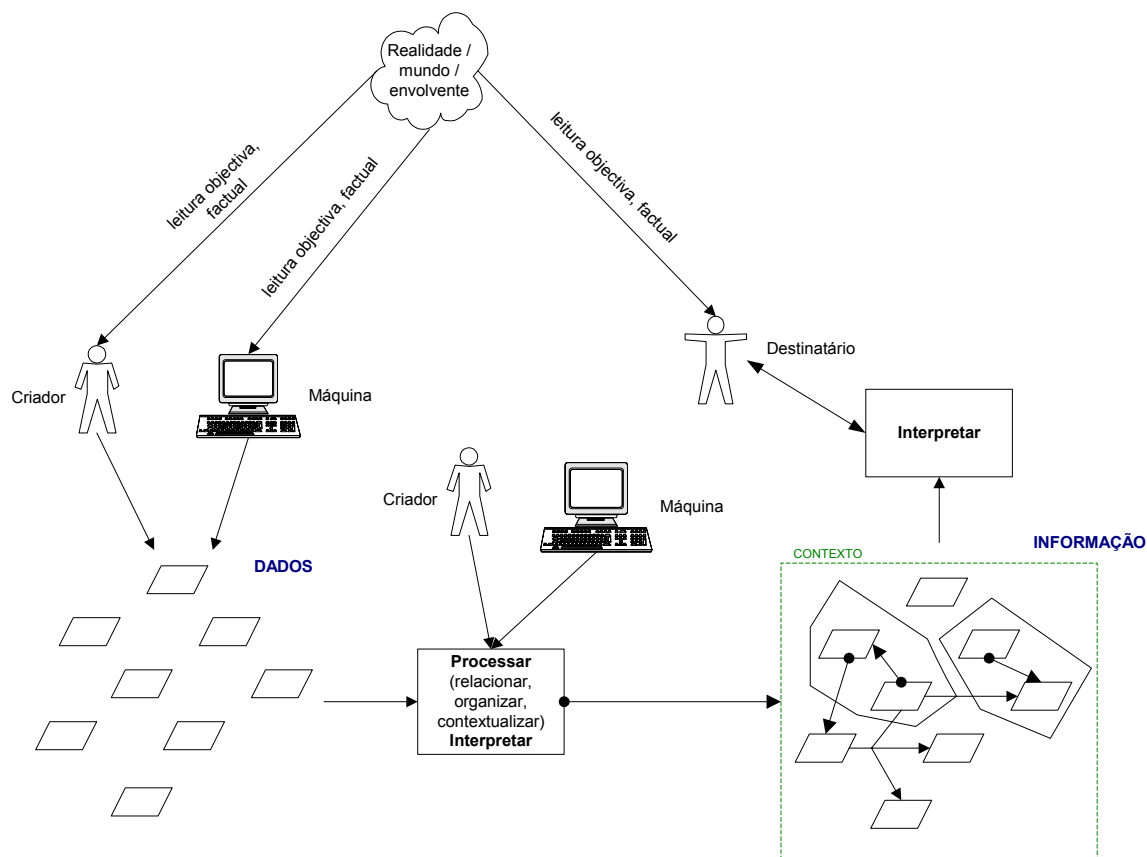 Realidade /
mundo /
envolvente
leitura objectiva,
factual
leitura objectiva, factual
leitura objectiva, factual
Criador
Máquina
Destinatário
Interpretar
Criador
Máquina
DADOS
INFORMAÇÃO
CONTEXTO
Processar
(relacionar,
organizar,
contextualizar)
Interpretar